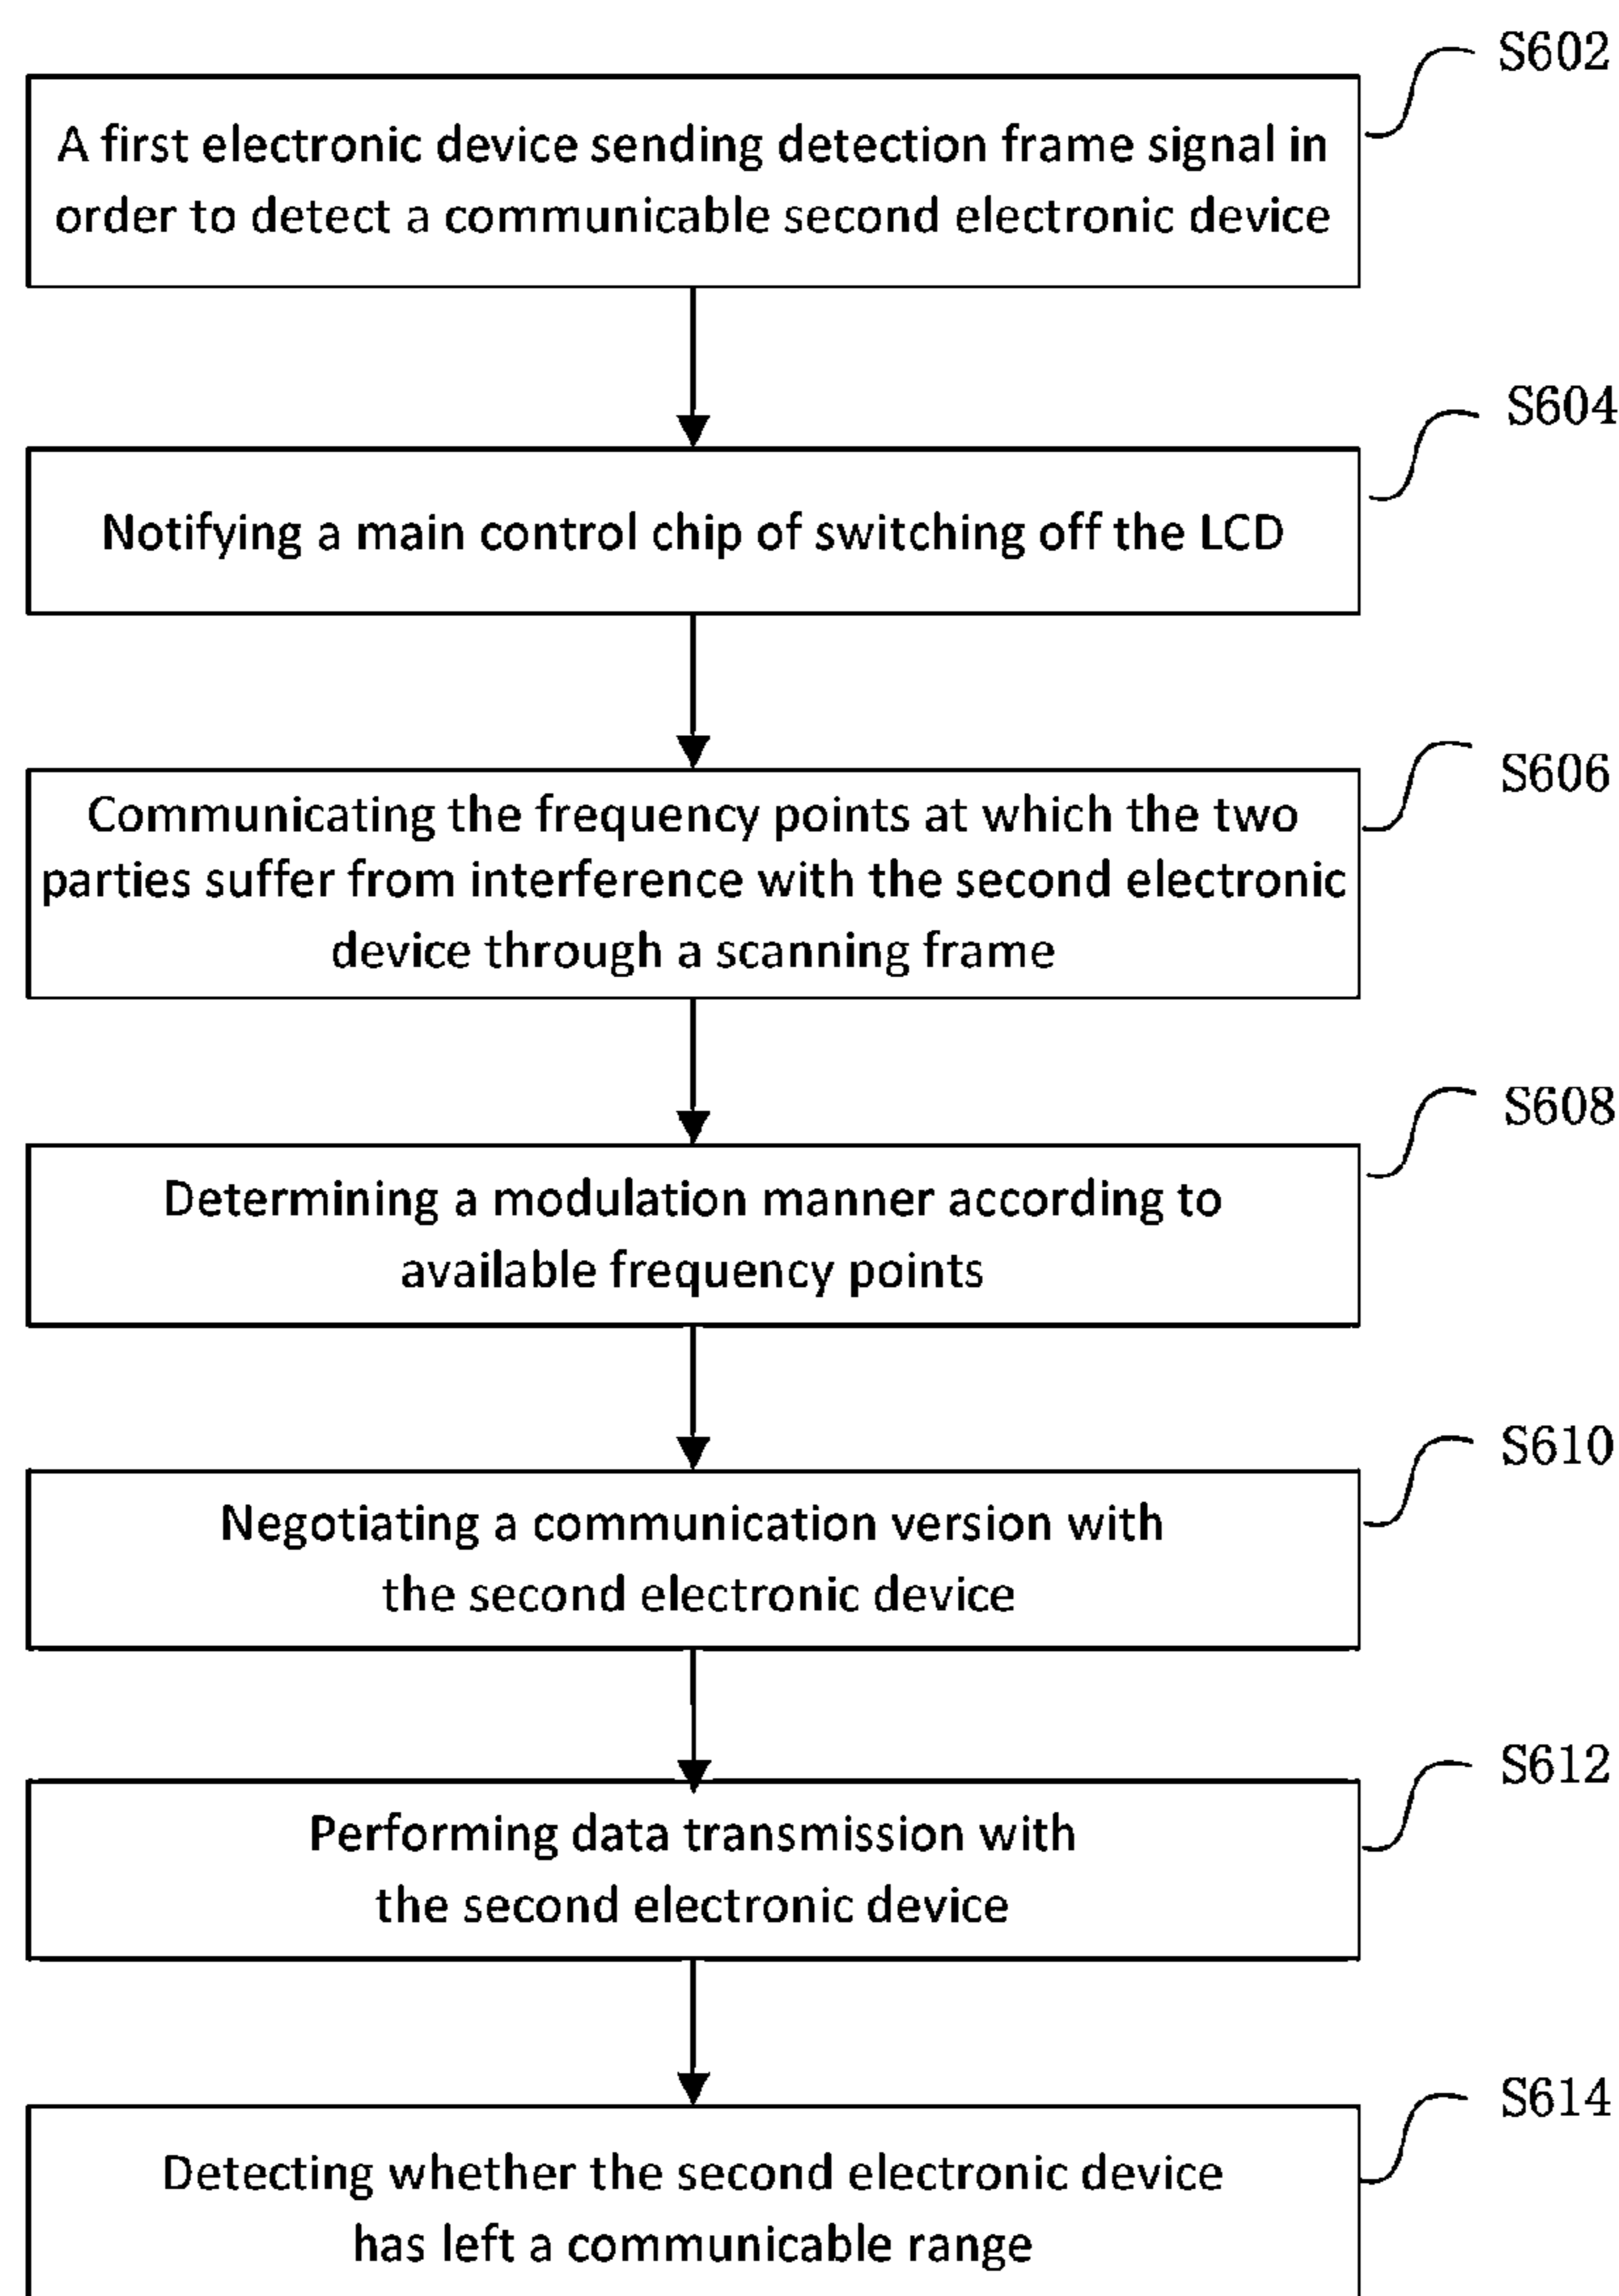 S602
A first electronic device sending detection frame signal in
order to detect a communicable second electronic device
S604
Notifying a main control chip of switching off the LCD
S606
Communicating the frequency points at which the two
parties suffer from interference with the second electronic
device through a scanning frame
S608
Determining a modulation manner according to
available frequency points
S610
Negotiating a communication version with
the second electronic device
S612
Performing data transmission with
the second electronic device
S614
Detecting whether the second electronic device
has left a communicable range